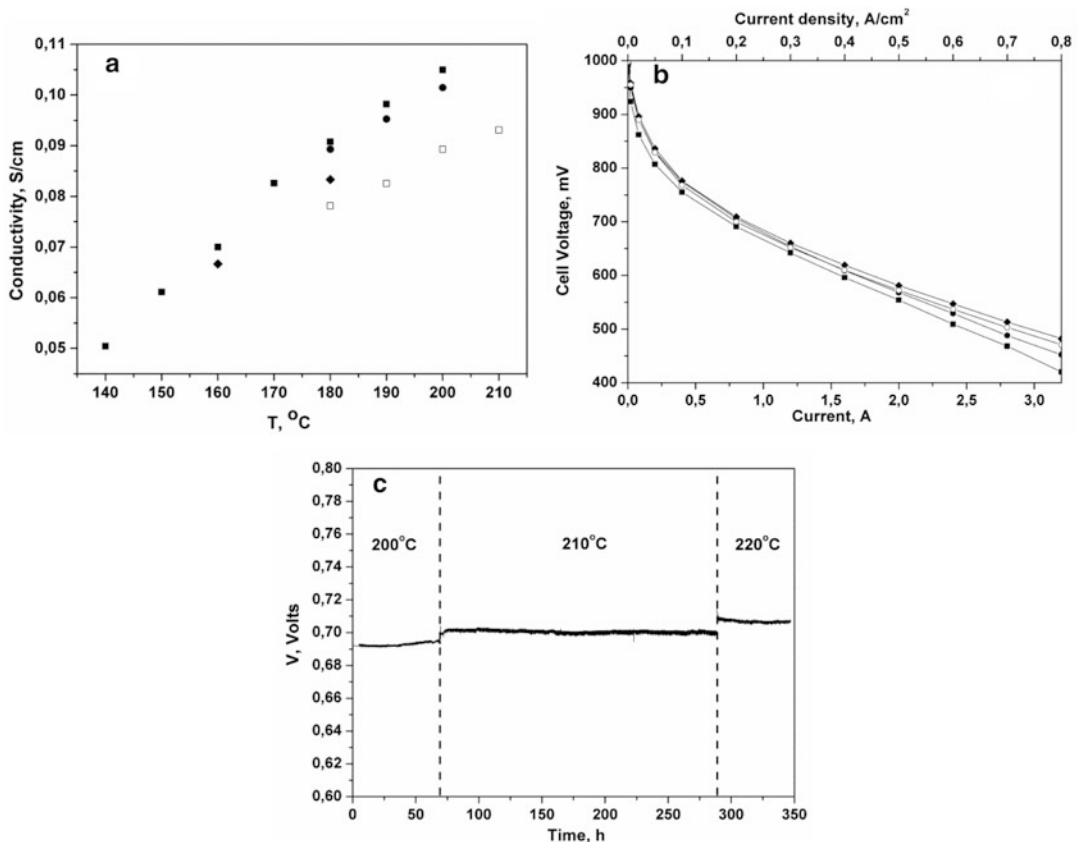 a
0,11
0,10
0,09
0,08
0,07
0,06
0,05
Conductivity, S/cm
140 150 160 170 180 190 200 210
T, °C
Current density, A/cm²
0,0 0,1 0,2 0,3 0,4 0,5 0,6 0,7 0,8
b
1000
900
800
700
600
500
400
Cell Voltage, mV
0,0 0,5 1,0 1,5 2,0 2,5 3,0
Current, A
c
0,80
0,78
0,76
0,74
0,72
0,70
0,68
0,66
0,64
0,62
0,60
V, Volts
200°C 210°C 220°C
0 50 100 150 200 250 300 350
Time, h